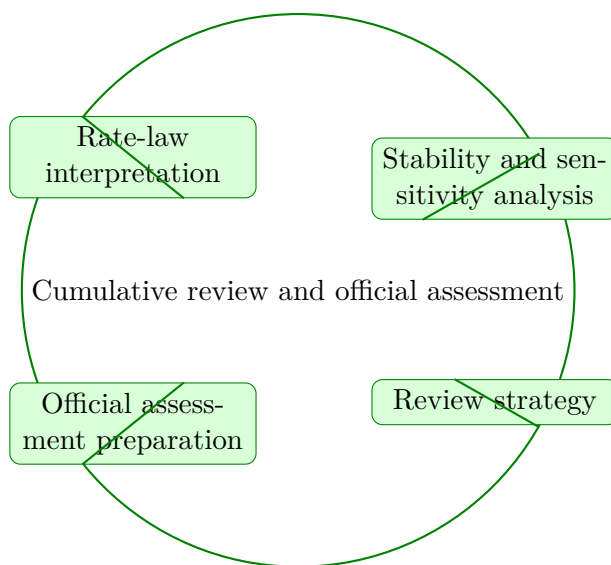 Rate-law
interpretation
Stability and sen-
sitivity analysis
Cumulative review and official assessment
Official assess-
ment preparation
Review strategy